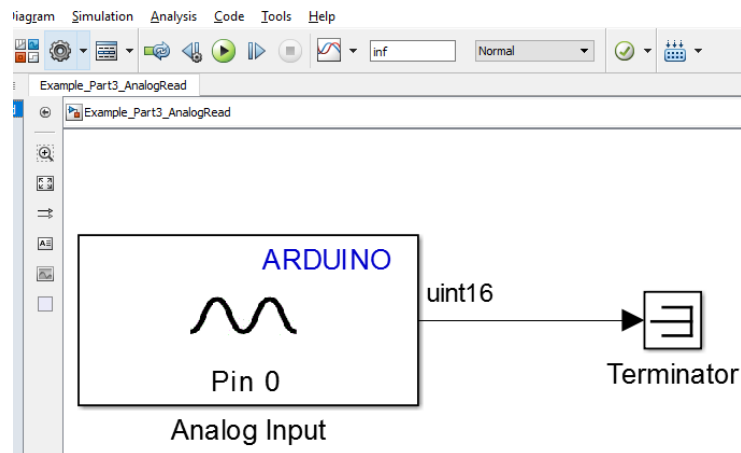 Diagram Simulation Analysis Code Tools Help
inf Normal
Example_Part3_AnalogRead
Example_Part3_AnalogRead
ARDUINO
uint16
Pin 0
Terminator
Analog Input